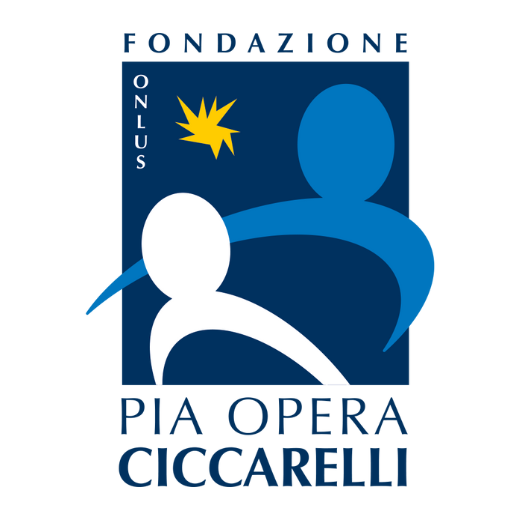 FONDAZIONE
ONLUS
PIA OPERA
CICCARELLI